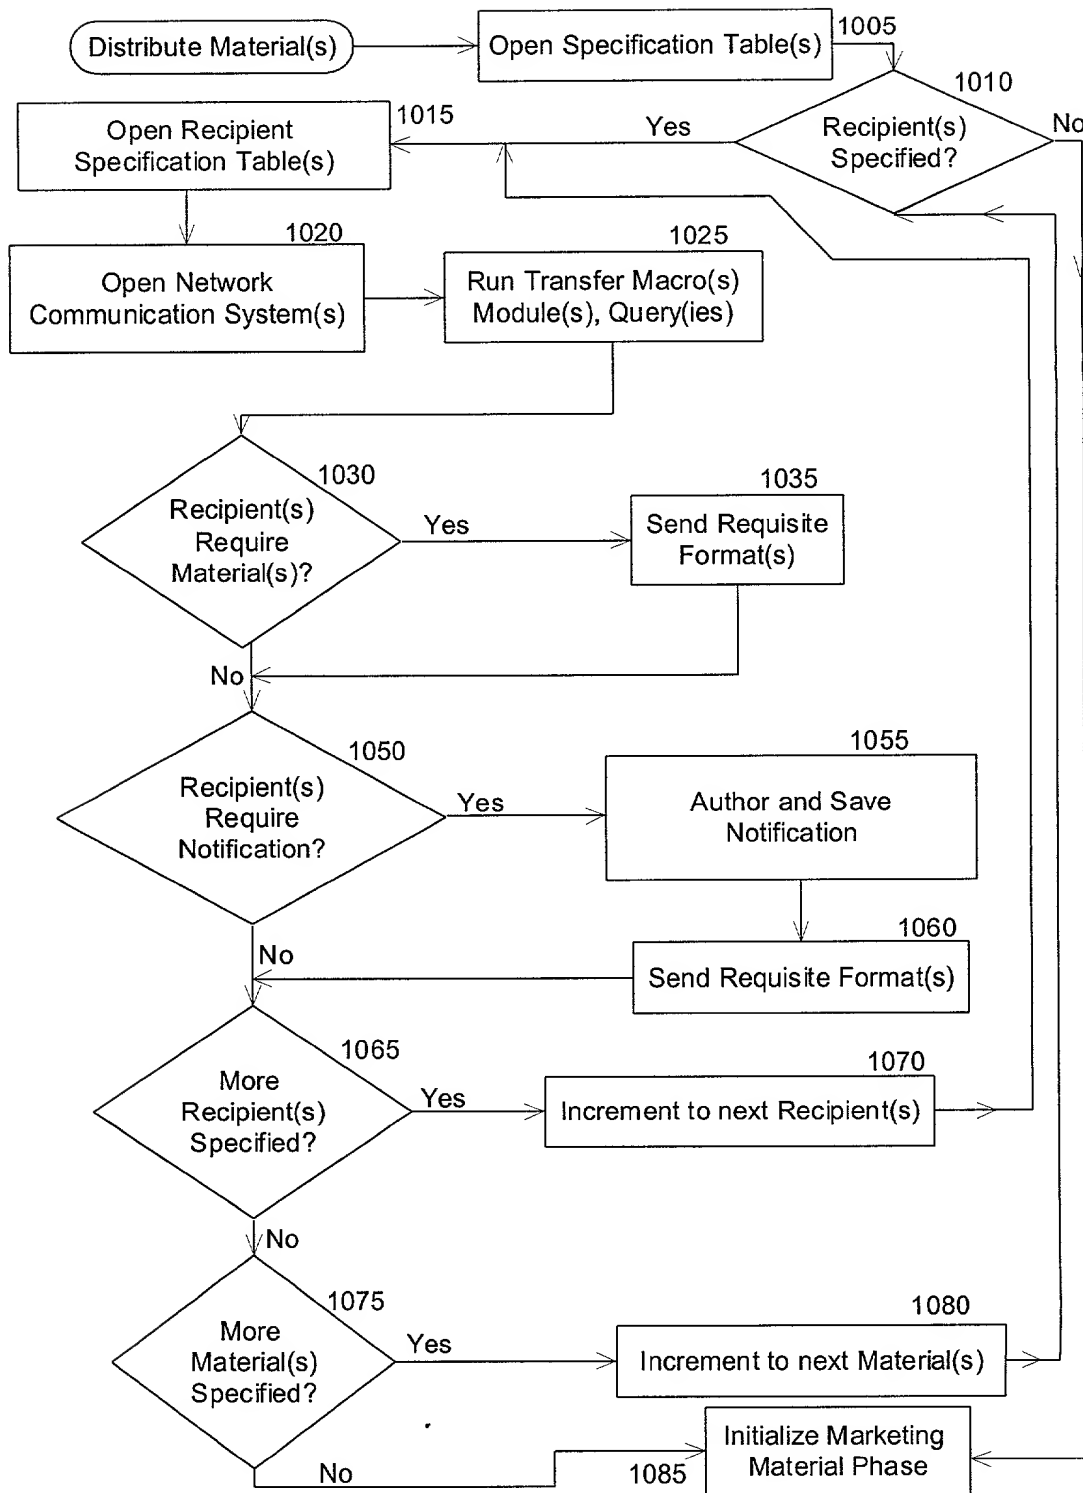 Distribute Material(s)
Open Specification Table(s)
1005
1010
Recipient(s)
Specified?
Yes
No
1015
Open Recipient
Specification Table(s)
1020
Open Network
Communication System(s)
1025
Run Transfer Macro(s)
Module(s), Query(ies)
1030
Recipient(s)
Require
Material(s)?
Yes
1035
Send Requisite
Format(s)
No
1050
Recipient(s)
Require
Notification?
Yes
1055
Author and Save
Notification
1060
Send Requisite Format(s)
No
1065
More
Recipient(s)
Specified?
Yes
1070
Increment to next Recipient(s)
No
1075
More
Material(s)
Specified?
Yes
1080
Increment to next Material(s)
No
1085
Initialize Marketing
Material Phase